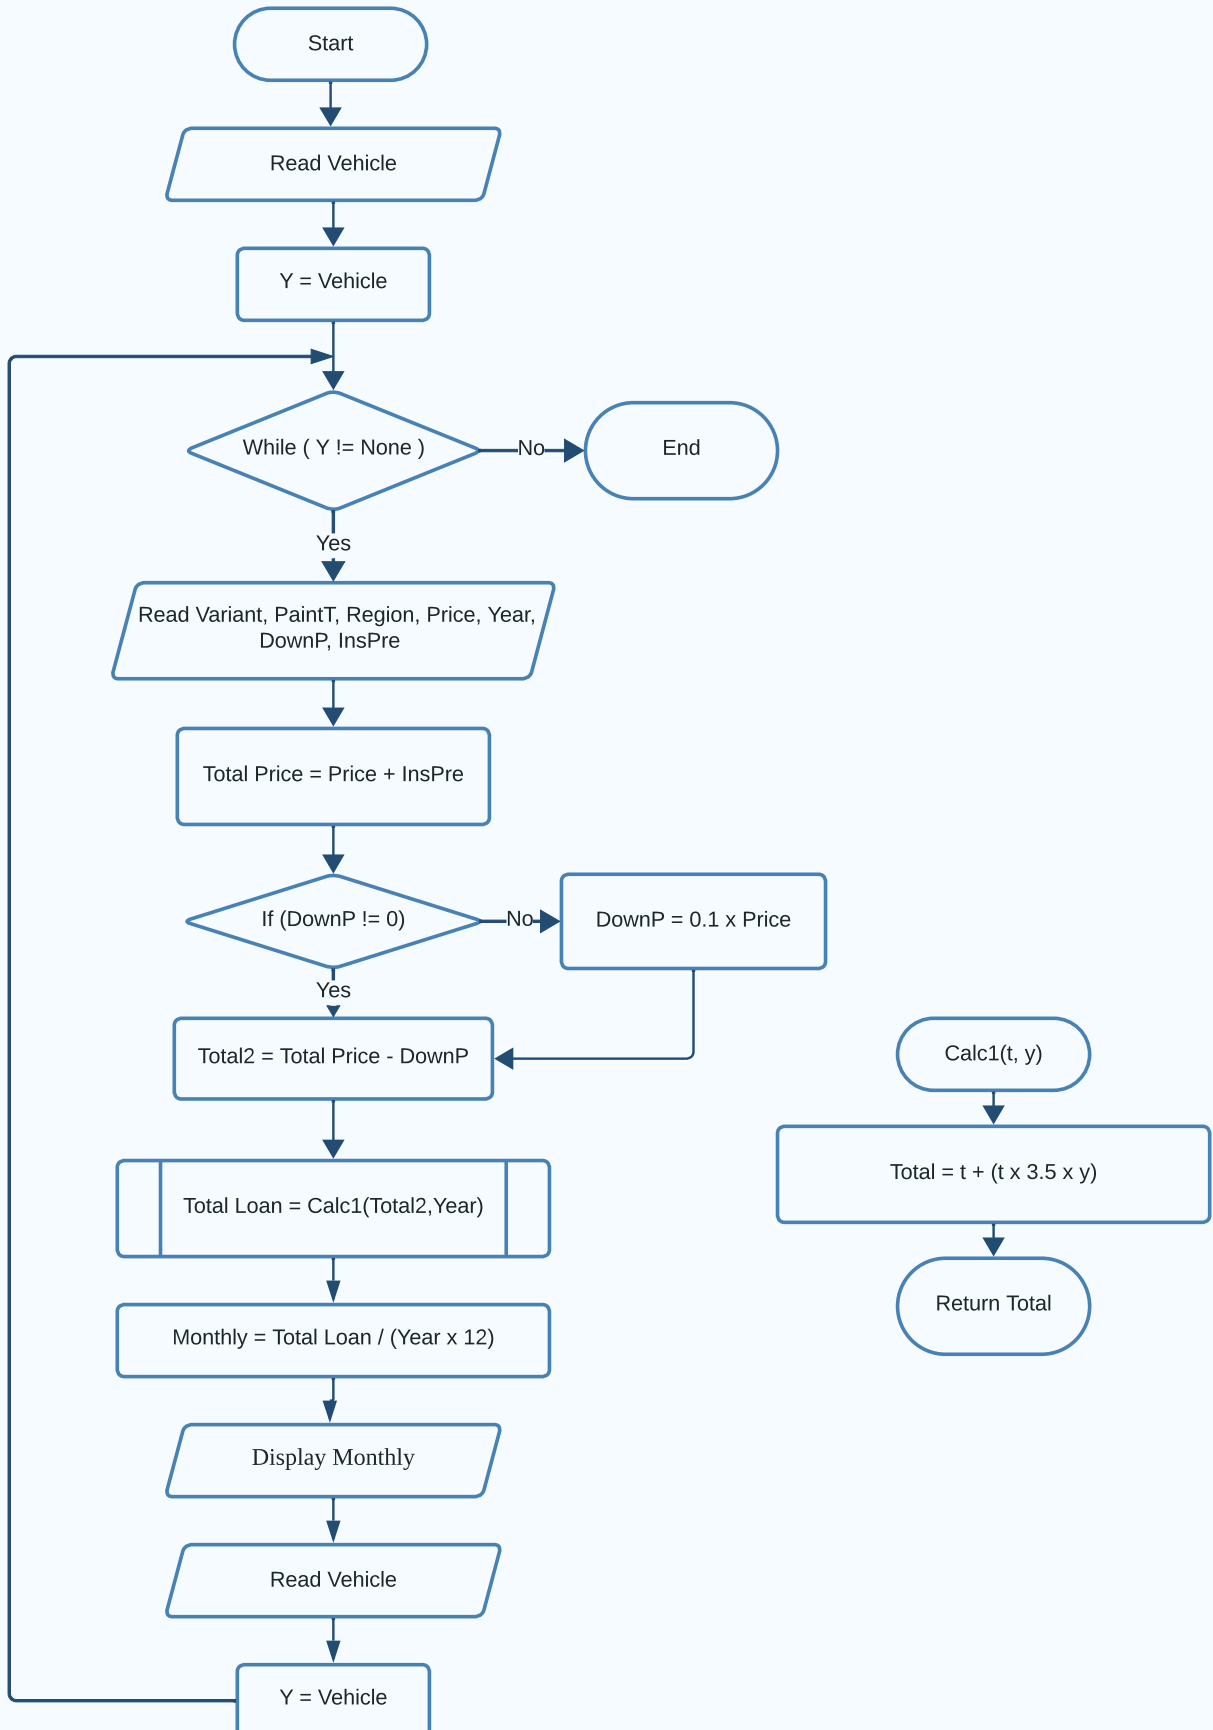 Start
Read Vehicle
Y = Vehicle
While ( Y != None )
No
End
Yes
Read Variant, PaintT, Region, Price, Year,
DownP, InsPre
Total Price = Price + InsPre
If (DownP != 0)
No
DownP = 0.1 x Price
Yes
Total2 = Total Price - DownP
Total Loan = Calc1(Total2,Year)
Monthly = Total Loan / (Year x 12)
Display Monthly
Read Vehicle
Y = Vehicle
Calc1(t, y)
Total = t + (t x 3.5 x y)
Return Total